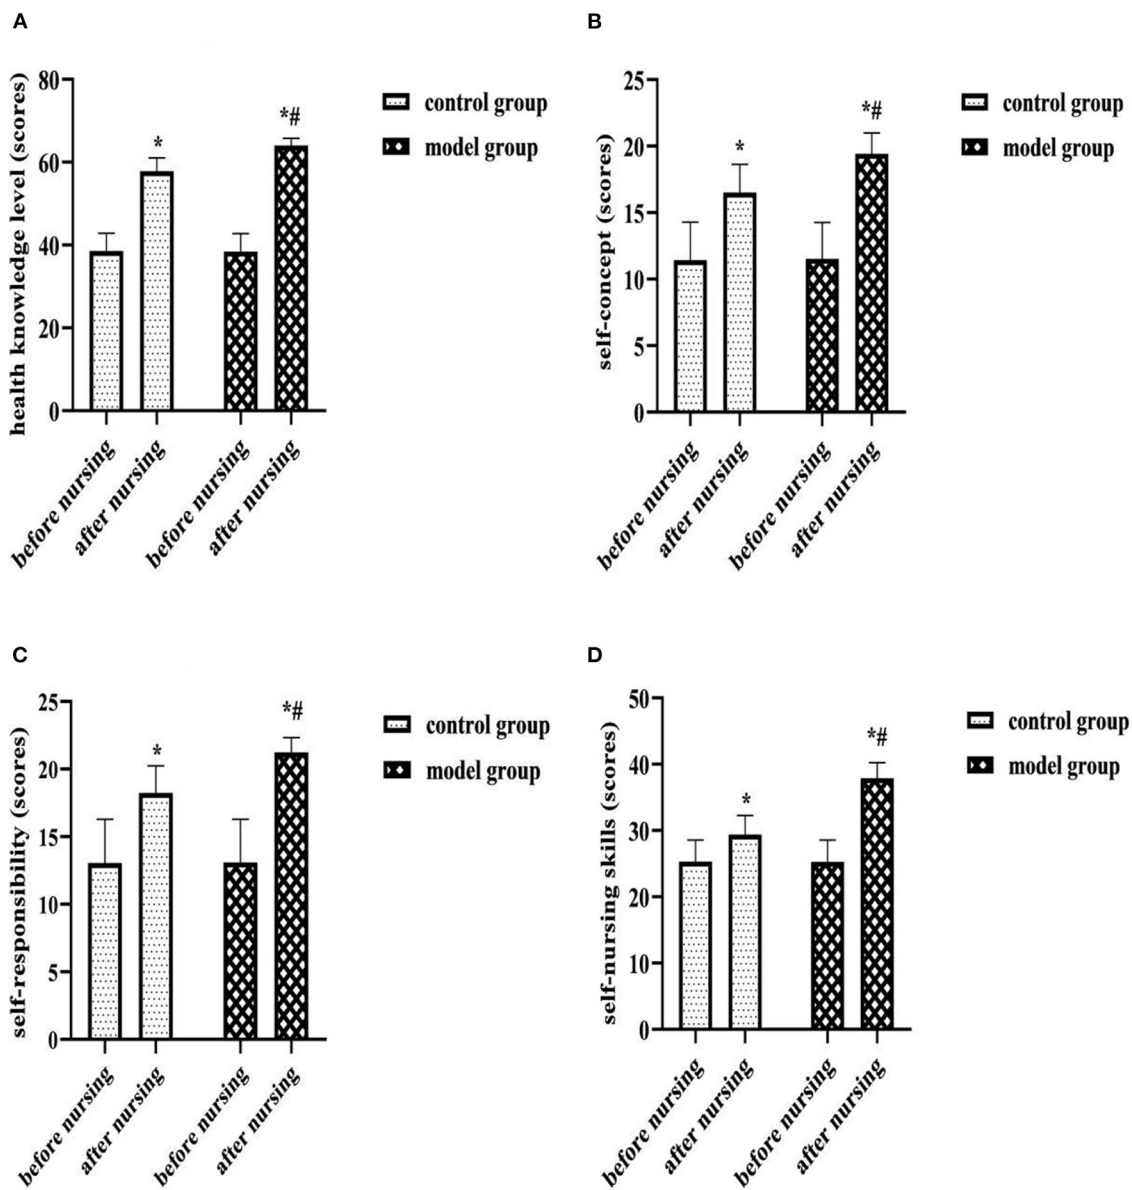 A
health knowledge level (scores)
80
60
40
20
0
*
*#
control group
model group
before nursing
after nursing
before nursing
after nursing
B
self-concept (scores)
25
20
15
10
5
0
*
*#
control group
model group
before nursing
after nursing
before nursing
after nursing
C
self-responsibility (scores)
25
20
15
10
5
0
*
*#
control group
model group
before nursing
after nursing
before nursing
after nursing
D
self-nursing skills (scores)
50
40
30
20
10
0
*
*#
control group
model group
before nursing
after nursing
before nursing
after nursing